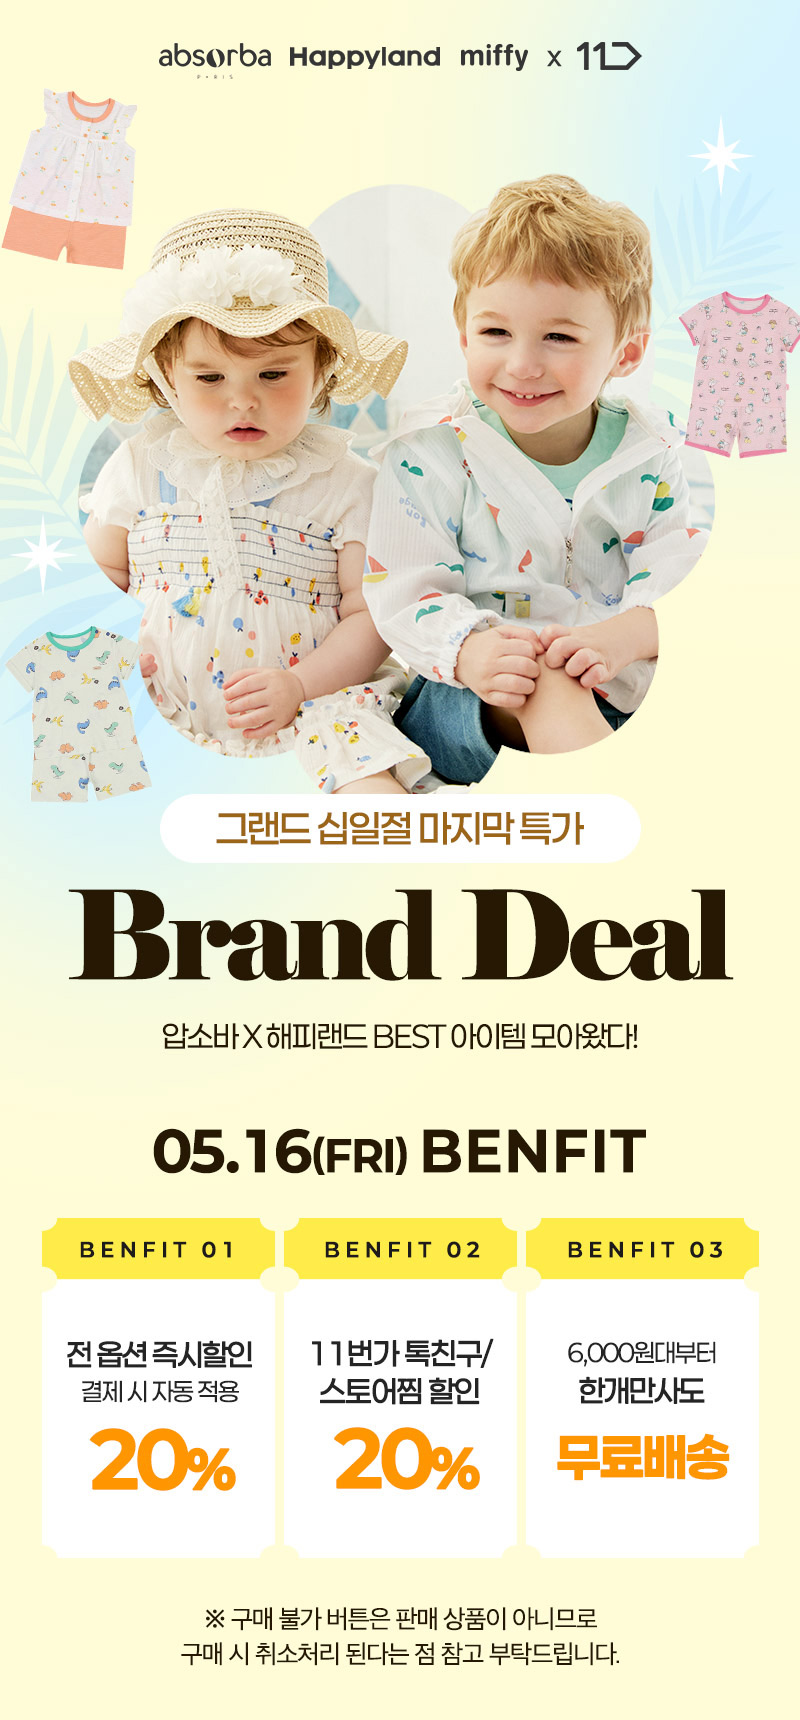 absorba Happyland miffy x 11
PARIS
그랜드 십일절 마지막 특가
Brand Deal
압소바 X 해피랜드 BEST 아이템 모아왔다!
05.16(FRI) BENFIT
BENFIT 01
전 옵션 즉시할인
결제 시 자동 적용
20%
BENFIT 02
11번가 톡친구/
스토어찜 할인
20%
BENFIT 03
6,000원대부터
한개만사도
무료배송
※ 구매 불가 버튼은 판매 상품이 아니므로
구매 시 취소처리 된다는 점 참고 부탁드립니다.